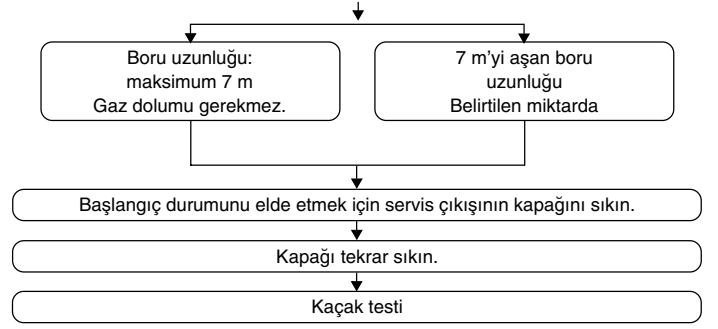 Boru uzunluğu:
maksimum 7 m
Gaz dolumu gerekmez.
7 m'yi aşan boru
uzunluğu
Belirtilen miktarda
Başlangıç durumunu elde etmek için servis çıkışının kapağını sıkın.
Kapağı tekrar sıkın.
Kaçak testi